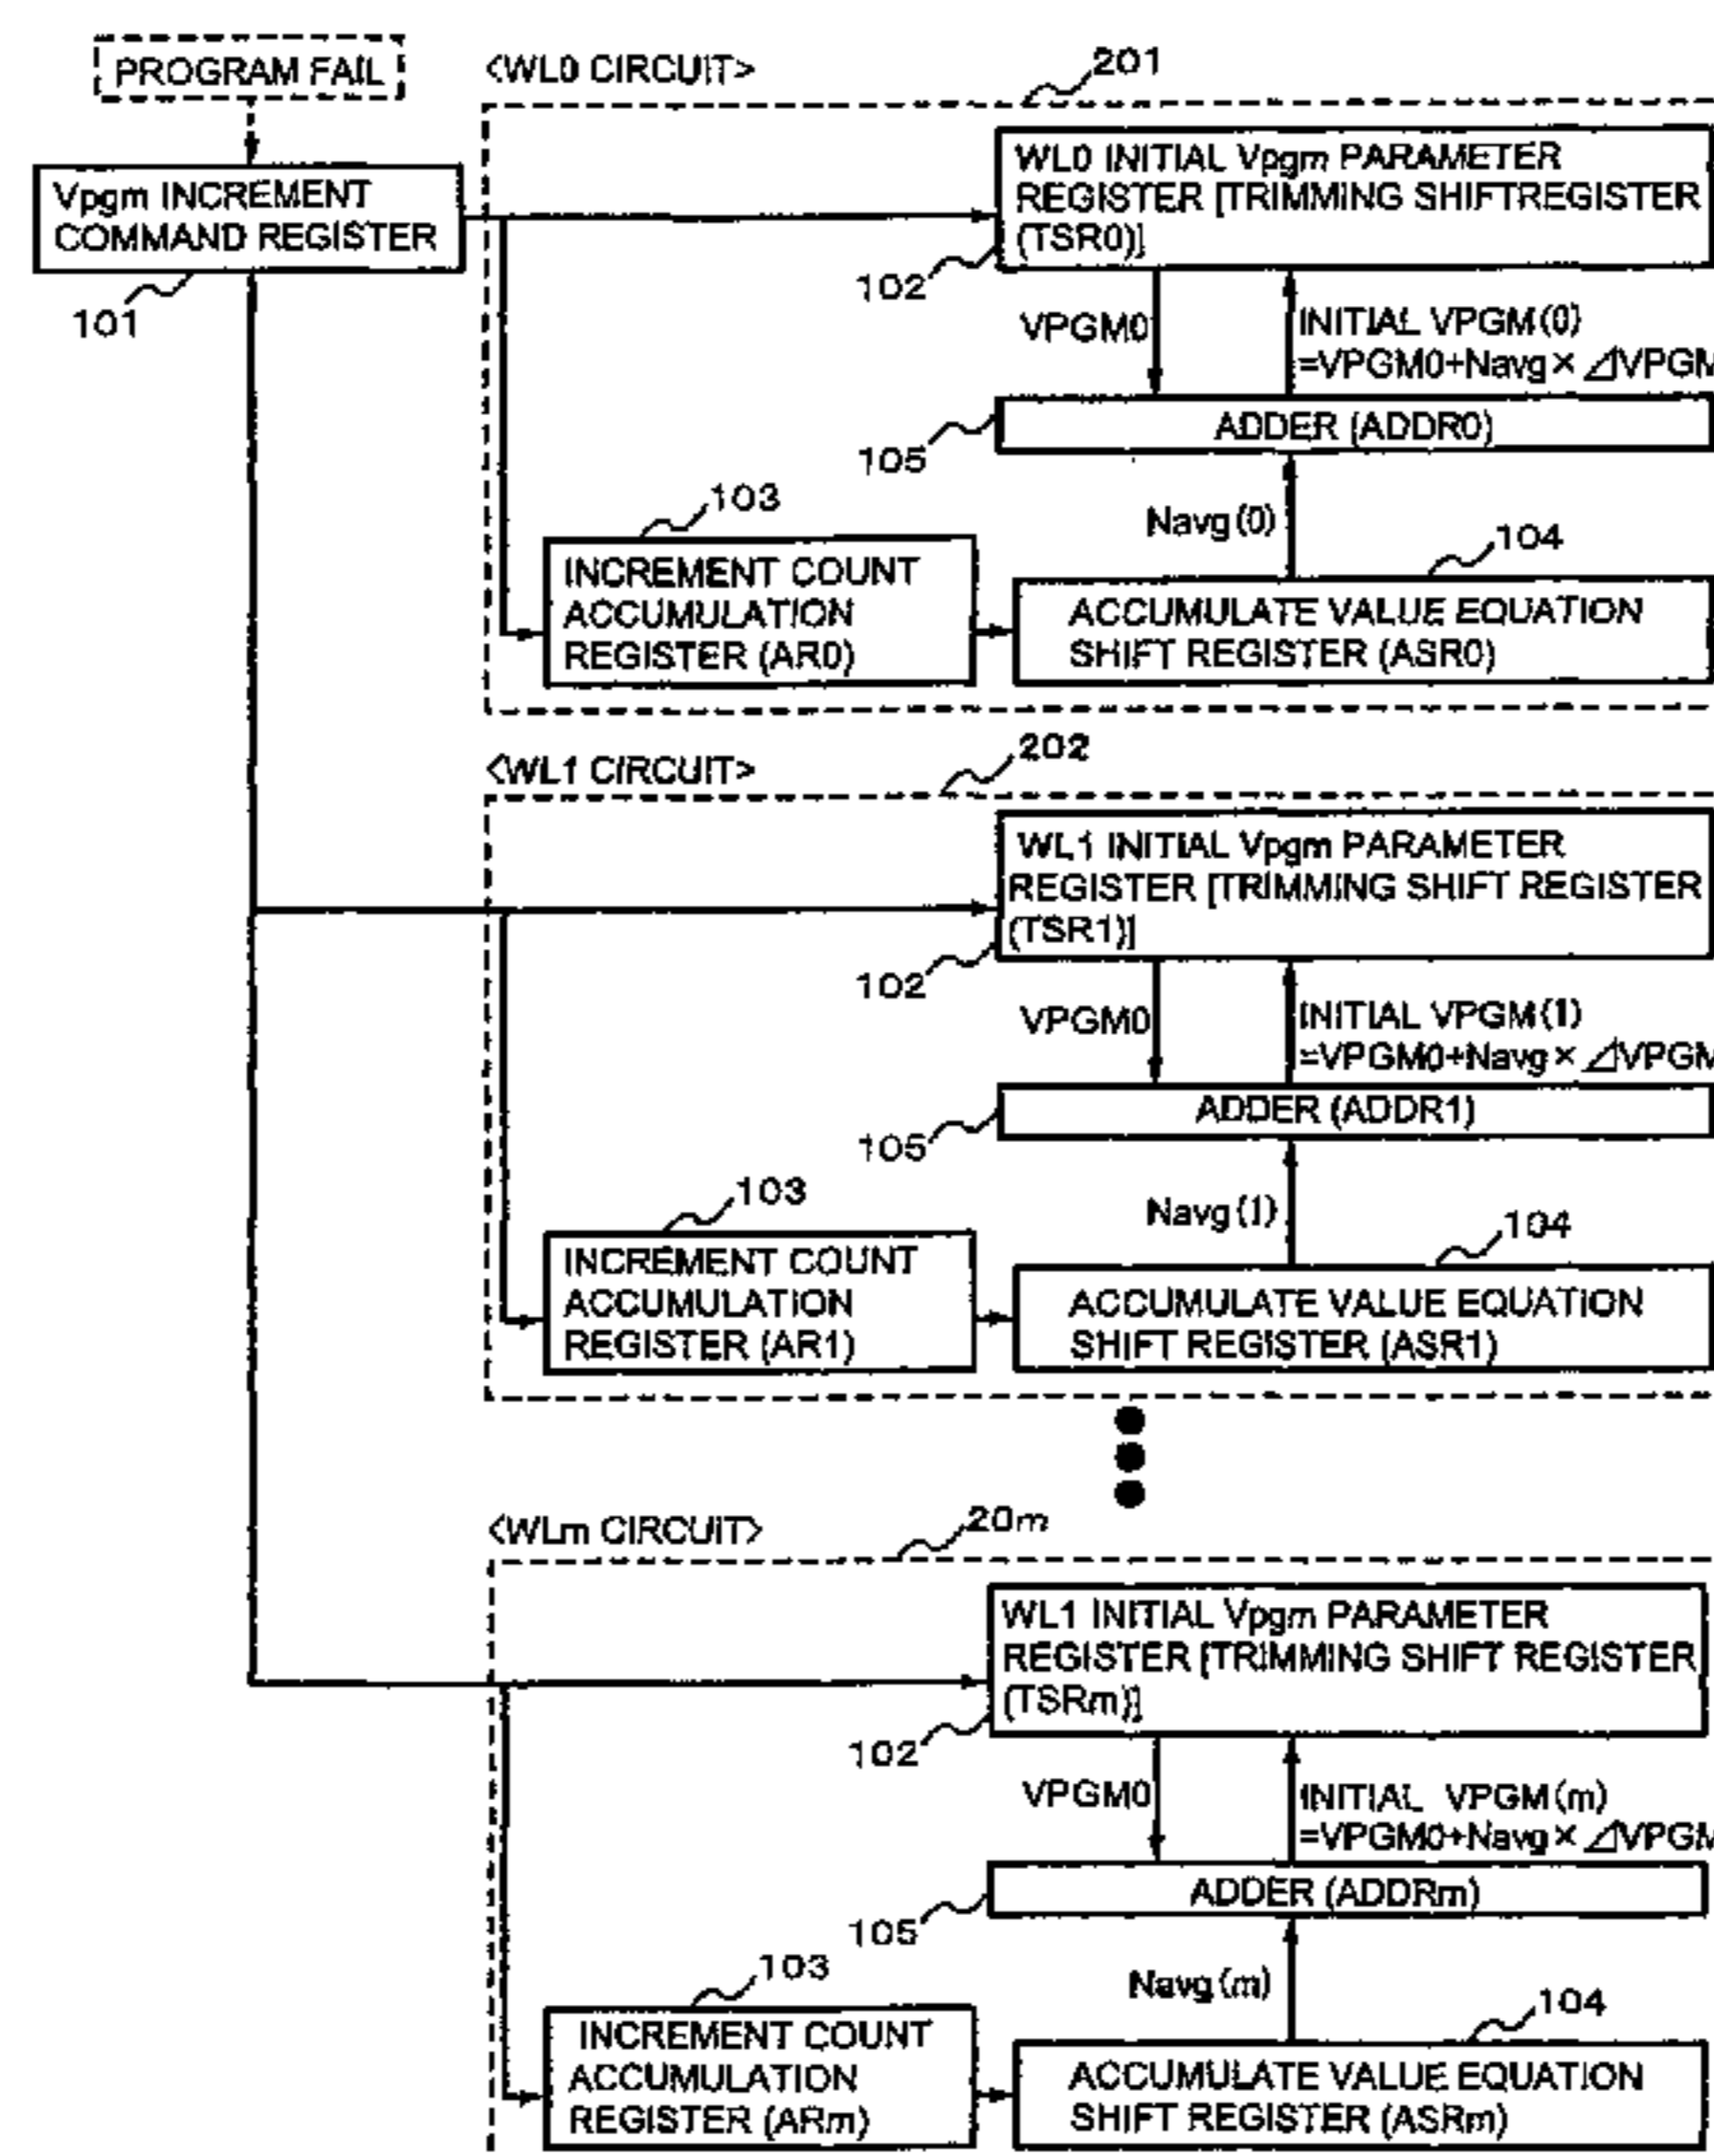 PROGRAM FAIL
<WL0 CIRCUIT>
201
Vpgm INCREMENT
COMMAND REGISTER
101
WL0 INITIAL Vpgm PARAMETER
REGISTER [TRIMMING SHIFTREGISTER
(TSR0)]
102
VPGM0
INITIAL VPGM(0)
=VPGM0+Navg×⊿VPGM
ADDER (ADDR0)
105
103
Navg(0)
104
INCREMENT COUNT
ACCUMULATION
REGISTER (AR0)
ACCUMULATE VALUE EQUATION
SHIFT REGISTER (ASR0)
<WL1 CIRCUIT>
202
WL1 INITIAL Vpgm PARAMETER
REGISTER [TRIMMING SHIFT REGISTER
(TSR1)]
102
VPGM0
INITIAL VPGM(1)
=VPGM0+Navg×⊿VPGM
ADDER (ADDR1)
105
103
Navg(1)
104
INCREMENT COUNT
ACCUMULATION
REGISTER (AR1)
ACCUMULATE VALUE EQUATION
SHIFT REGISTER (ASR1)
<WLm CIRCUIT>
20m
WL1 INITIAL Vpgm PARAMETER
REGISTER [TRIMMING SHIFT REGISTER
(TSRm)]
102
VPGM0
INITIAL VPGM(m)
=VPGM0+Navg×⊿VPGM
ADDER (ADDRm)
105
103
Navg(m)
104
INCREMENT COUNT
ACCUMULATION
REGISTER (ARm)
ACCUMULATE VALUE EQUATION
SHIFT REGISTER (ASRm)